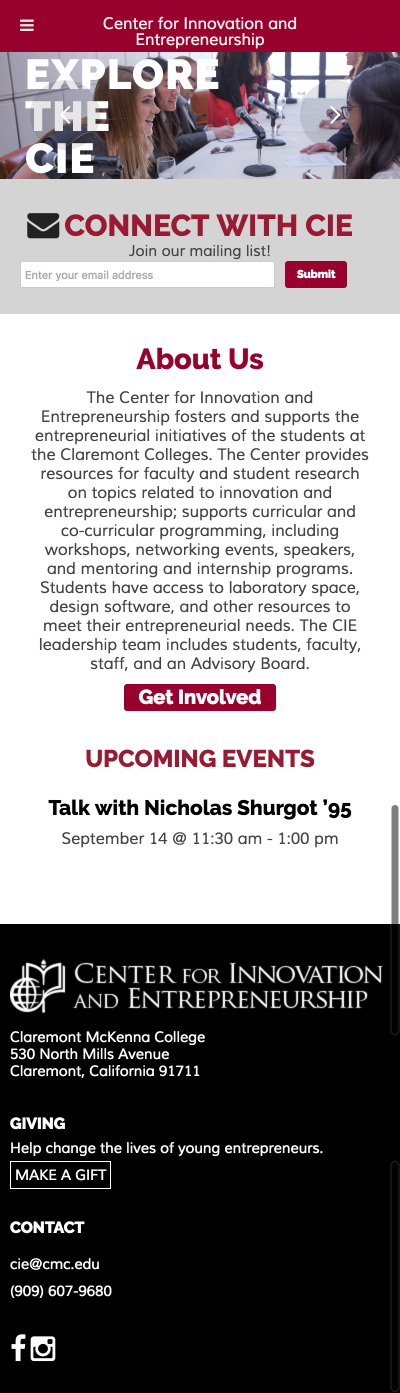 Center for Innovation and
Entrepreneurship
EXPLORE
THE
CIE
CONNECT WITH CIE
Join our mailing list!
Enter your email address
Submit
About Us
The Center for Innovation and
Entrepreneurship fosters and supports the
entrepreneurial initiatives of the students at
the Claremont Colleges. The Center provides
resources for faculty and student research
on topics related to innovation and
entrepreneurship; supports curricular and
co-curricular programming, including
workshops, networking events, speakers,
and mentoring and internship programs.
Students have access to laboratory space,
design software, and other resources to
meet their entrepreneurial needs. The CIE
leadership team includes students, faculty,
staff, and an Advisory Board.
Get Involved
UPCOMING EVENTS
Talk with Nicholas Shurgot ’95
September 14 @ 11:30 am - 1:00 pm
CENTER FOR INNOVATION
AND ENTREPRENEURSHIP
Claremont McKenna College
530 North Mills Avenue
Claremont, California 91711
GIVING
Help change the lives of young entrepreneurs.
MAKE A GIFT
CONTACT
cie@cmc.edu
(909) 607-9680